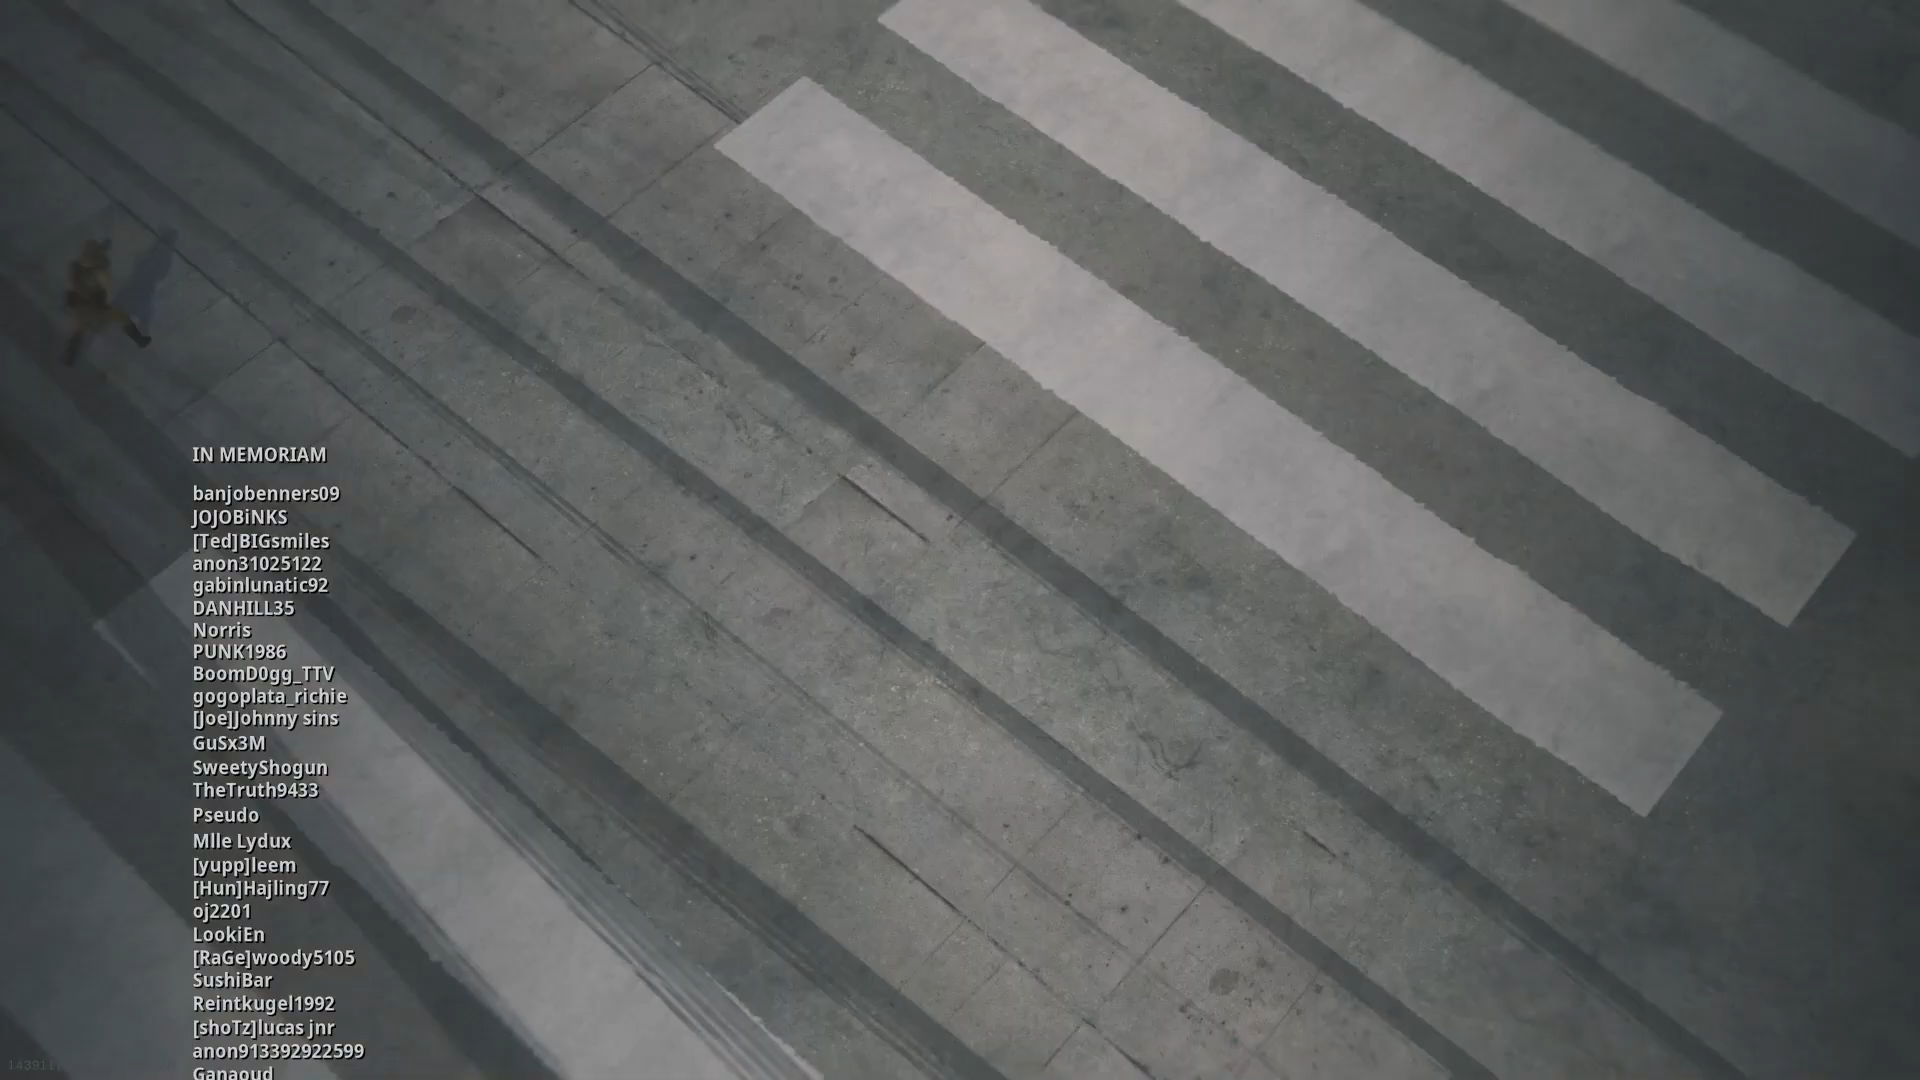 IN MEMORIAM
banjobenners09
JOJOBiNKS
[Ted]BIGsmiles
anon31025122
gabinlunatic92
DANHILL35
Norris
PUNK1986
BoomD0gg_TTV
gogoplata_richie
[Joe]Johnny sins
GuSx3M
SweetyShogun
TheTruth9433
Pseudo
Mlle Lydux
[yupp]leem
[Hun]Hajling77
oj2201
LookiEn
[RaGe]woody5105
SushiBar
Reintkugel1992
[shoTz]lucas jnr
anon913392922599
Ganaoud